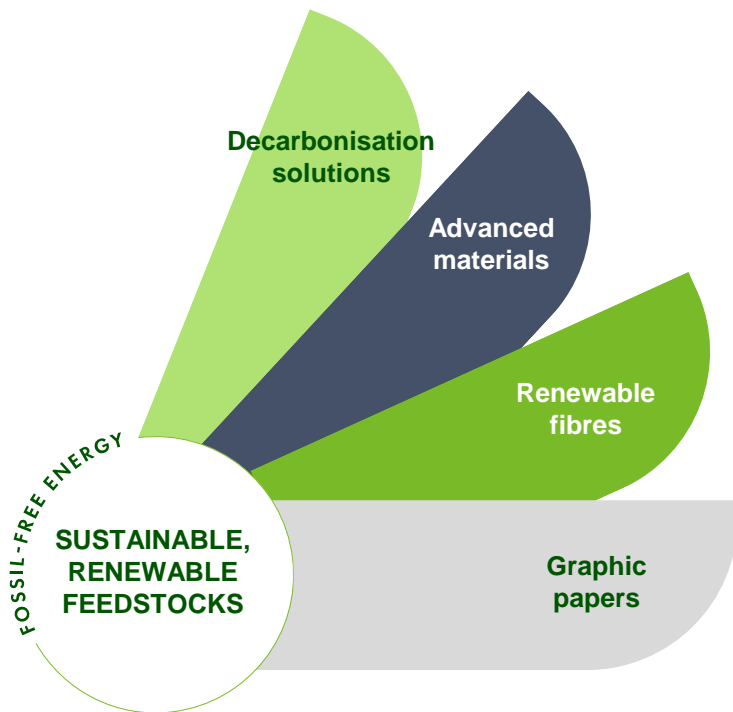 Decarbonisation
solutions
Advanced
materials
Renewable
fibres
Graphic
papers
FOSSIL-FREE ENERGY
SUSTAINABLE,
RENEWABLE
FEEDSTOCKS